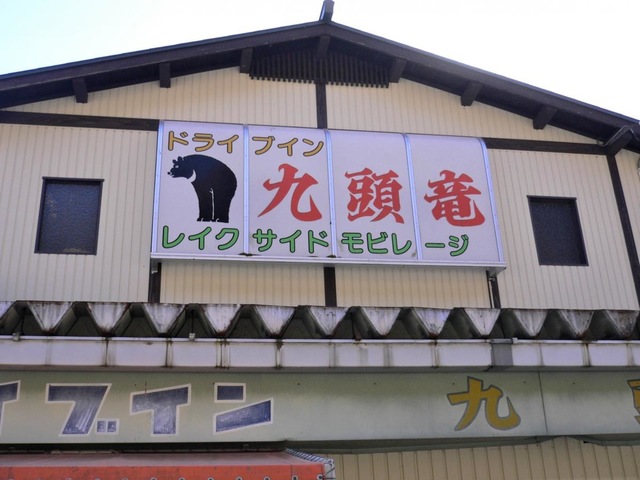 ドライブイン
九頭竜
レイクサイドモビレージ
イブイン 九